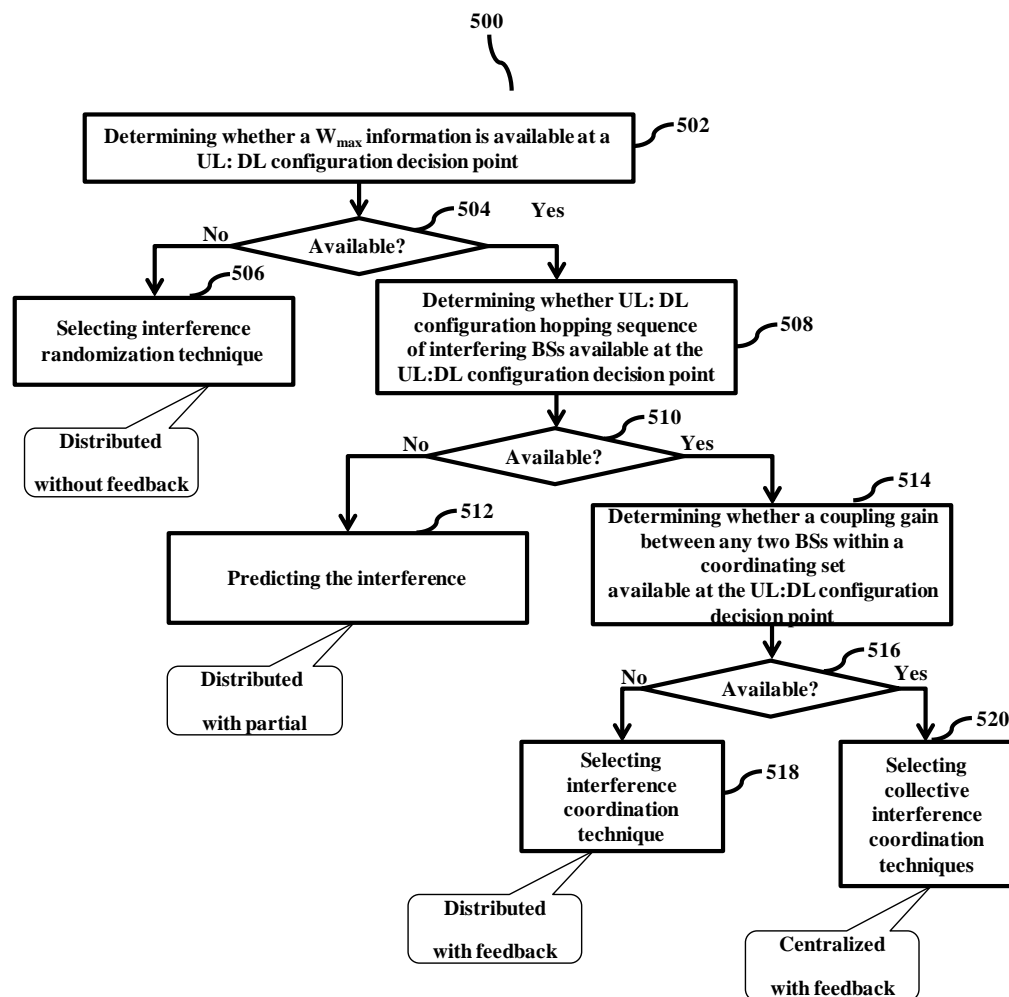 500
Determining whether a Wmax information is available at a
UL: DL configuration decision point
502
504
Yes
No
Available?
506
Selecting interference
randomization technique
Determining whether UL: DL
configuration hopping sequence
of interfering BSs available at the
UL:DL configuration decision point
508
Distributed
without feedback
510
No
Yes
Available?
512
Predicting the interference
514
Determining whether a coupling gain
between any two BSs within a
coordinating set
available at the UL:DL configuration
decision point
Distributed
with partial
516
No
Yes
Available?
Selecting
interference
coordination
technique
518
520
Selecting
collective
interference
coordination
techniques
Distributed
with feedback
Centralized
with feedback